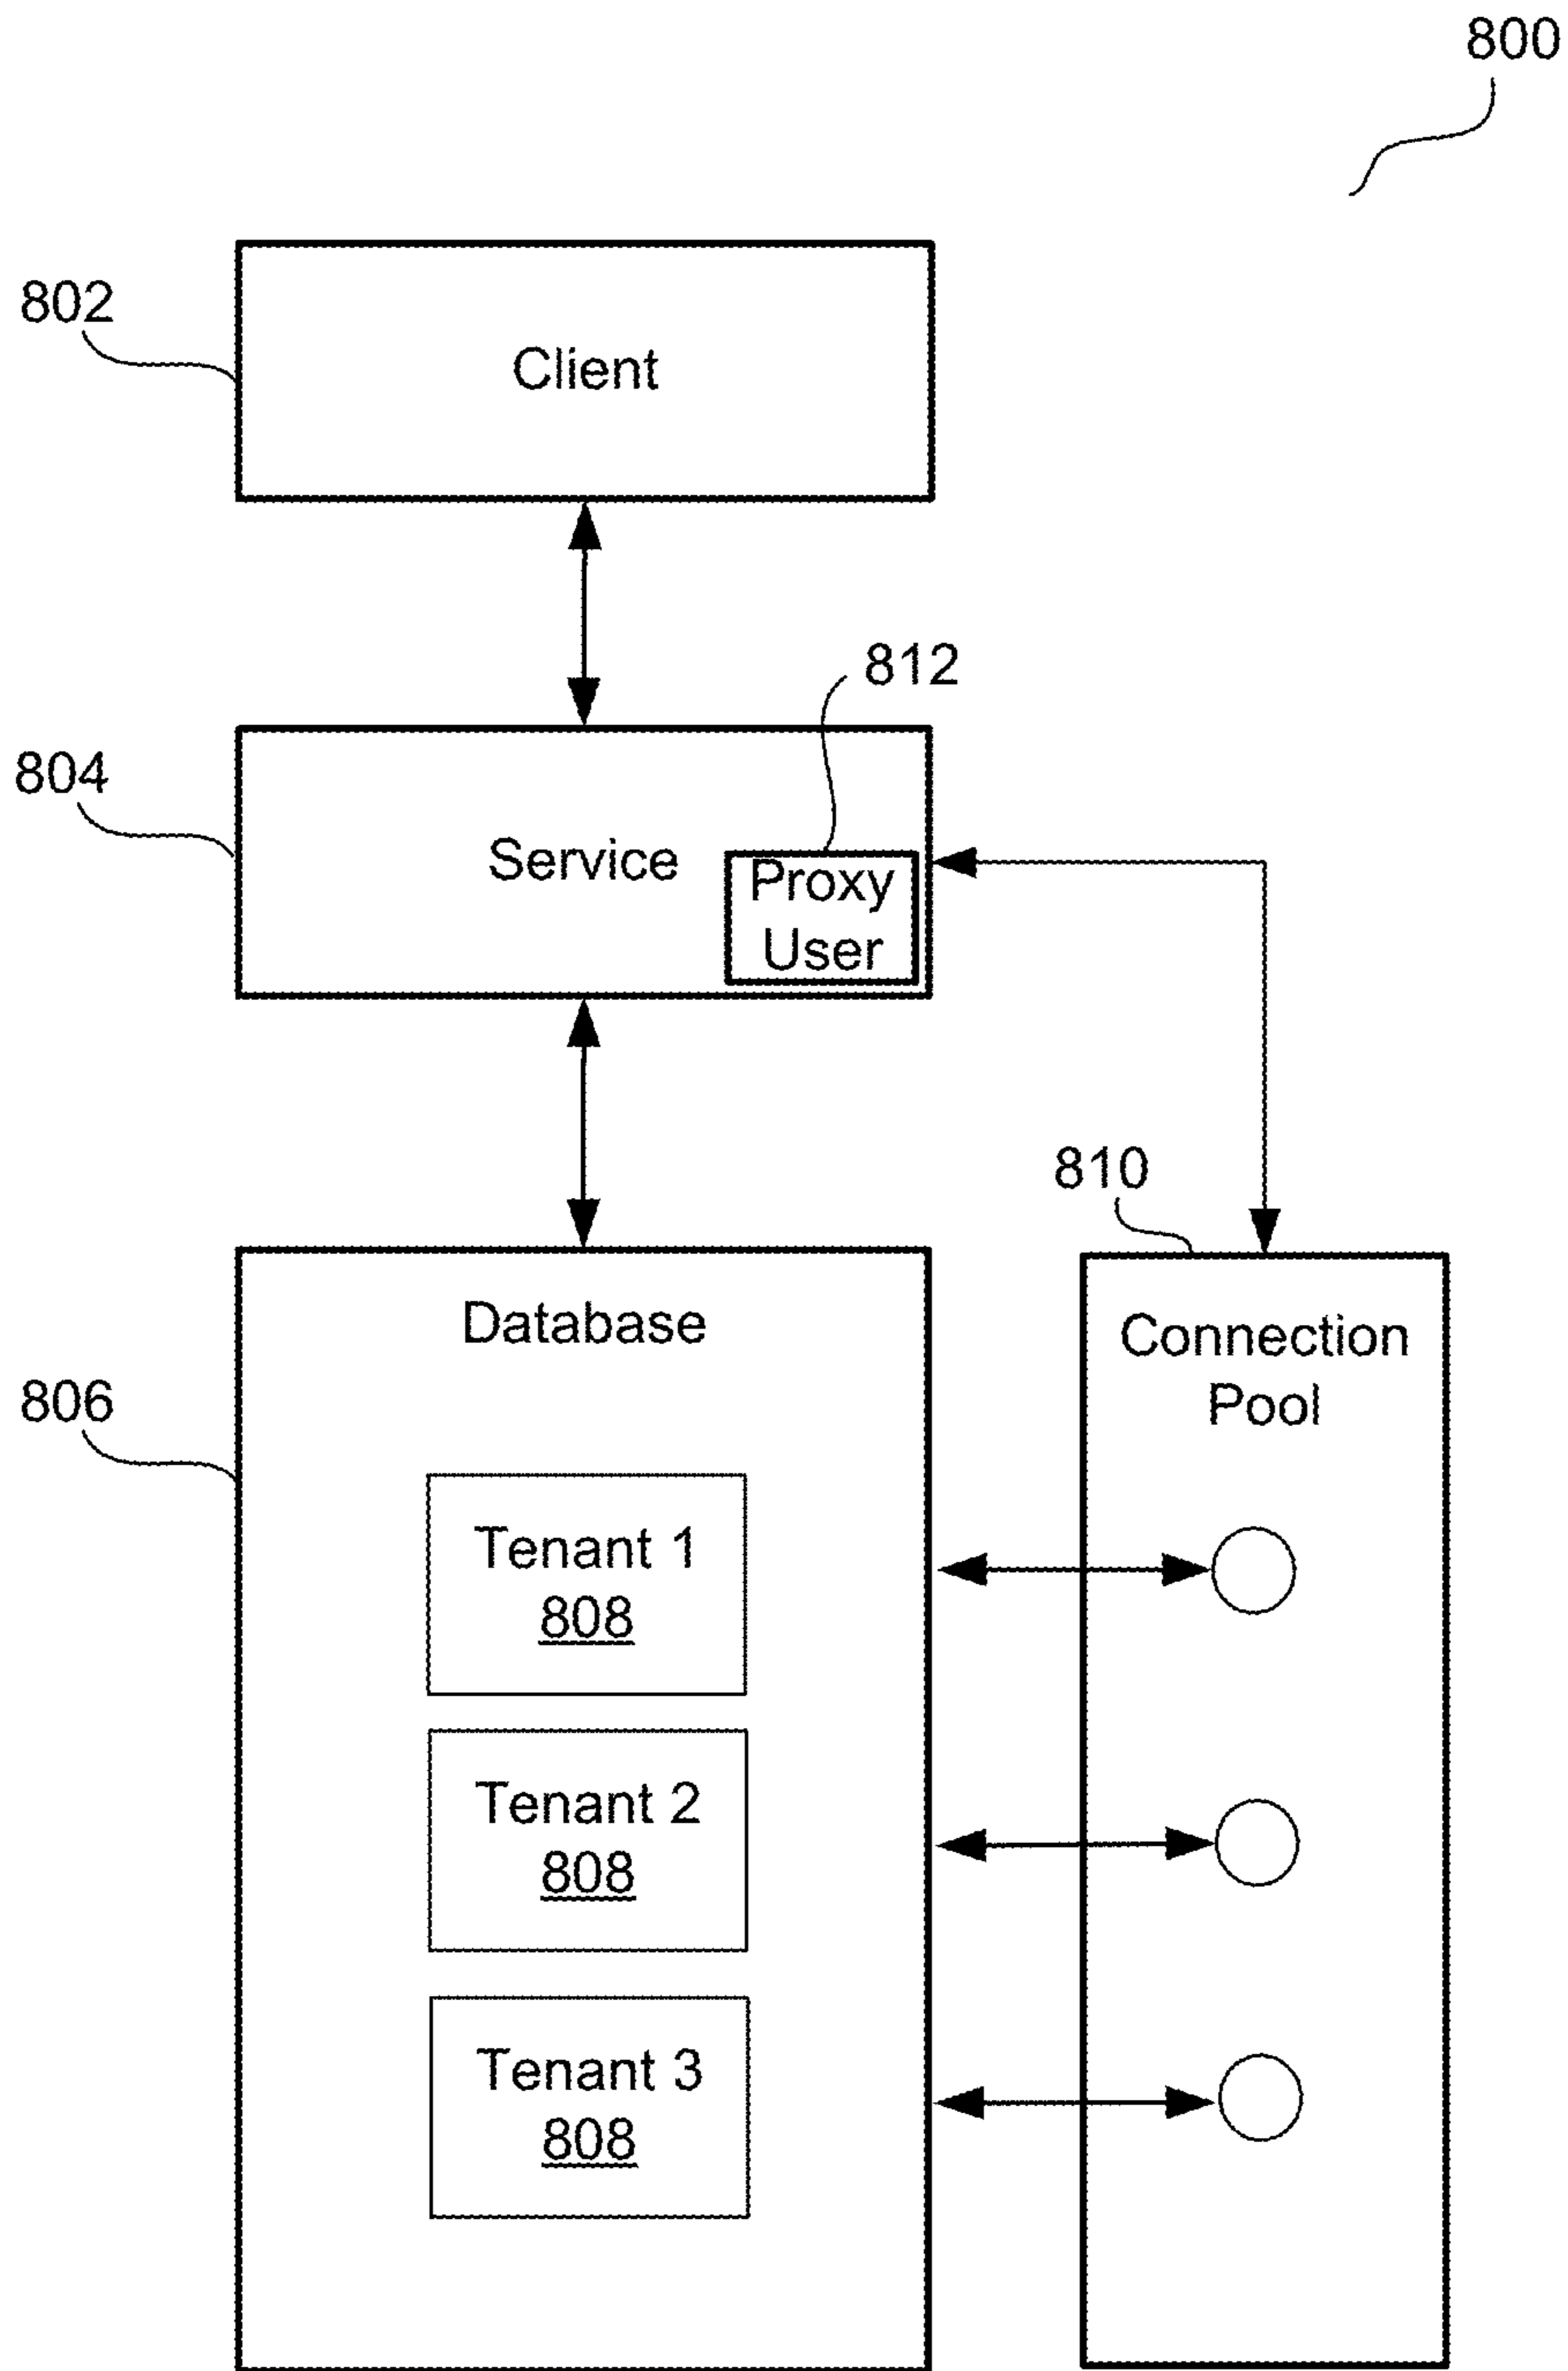 800
802
Client
812
804
Service
Proxy
User
810
Database
Connection
Pool
806
Tenant 1
808
Tenant 2
808
Tenant 3
808